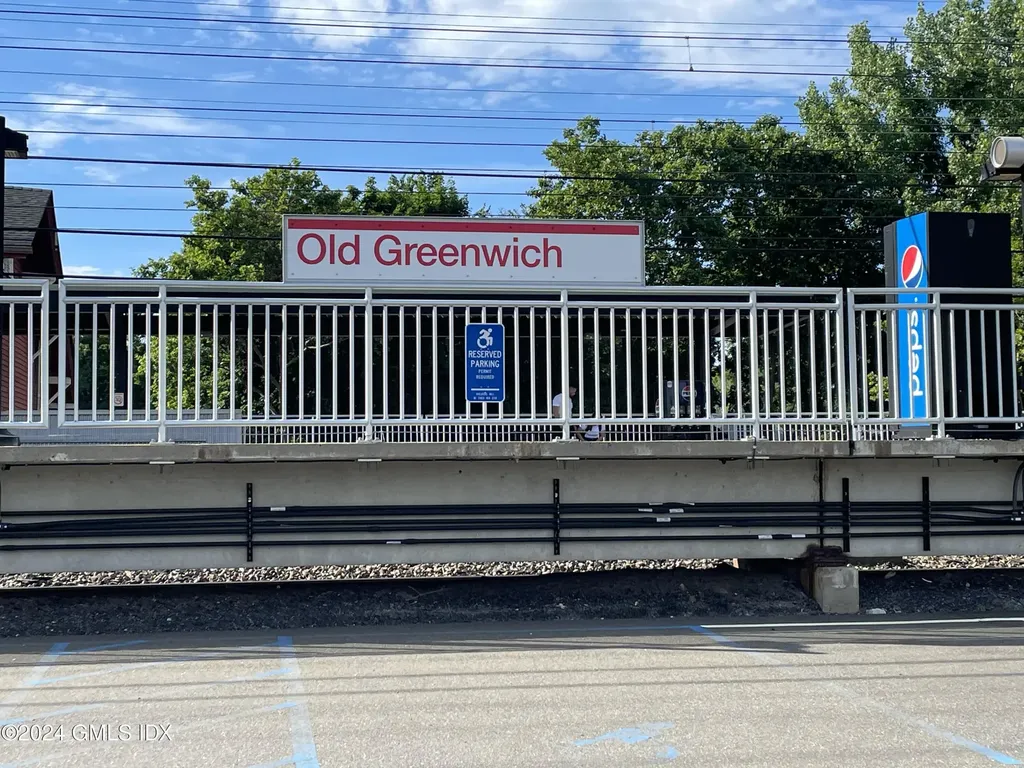 Old Greenwich
RESERVED
PARKING
PERMIT
REQUIRED
pepsi
©2024 GMLS IDX